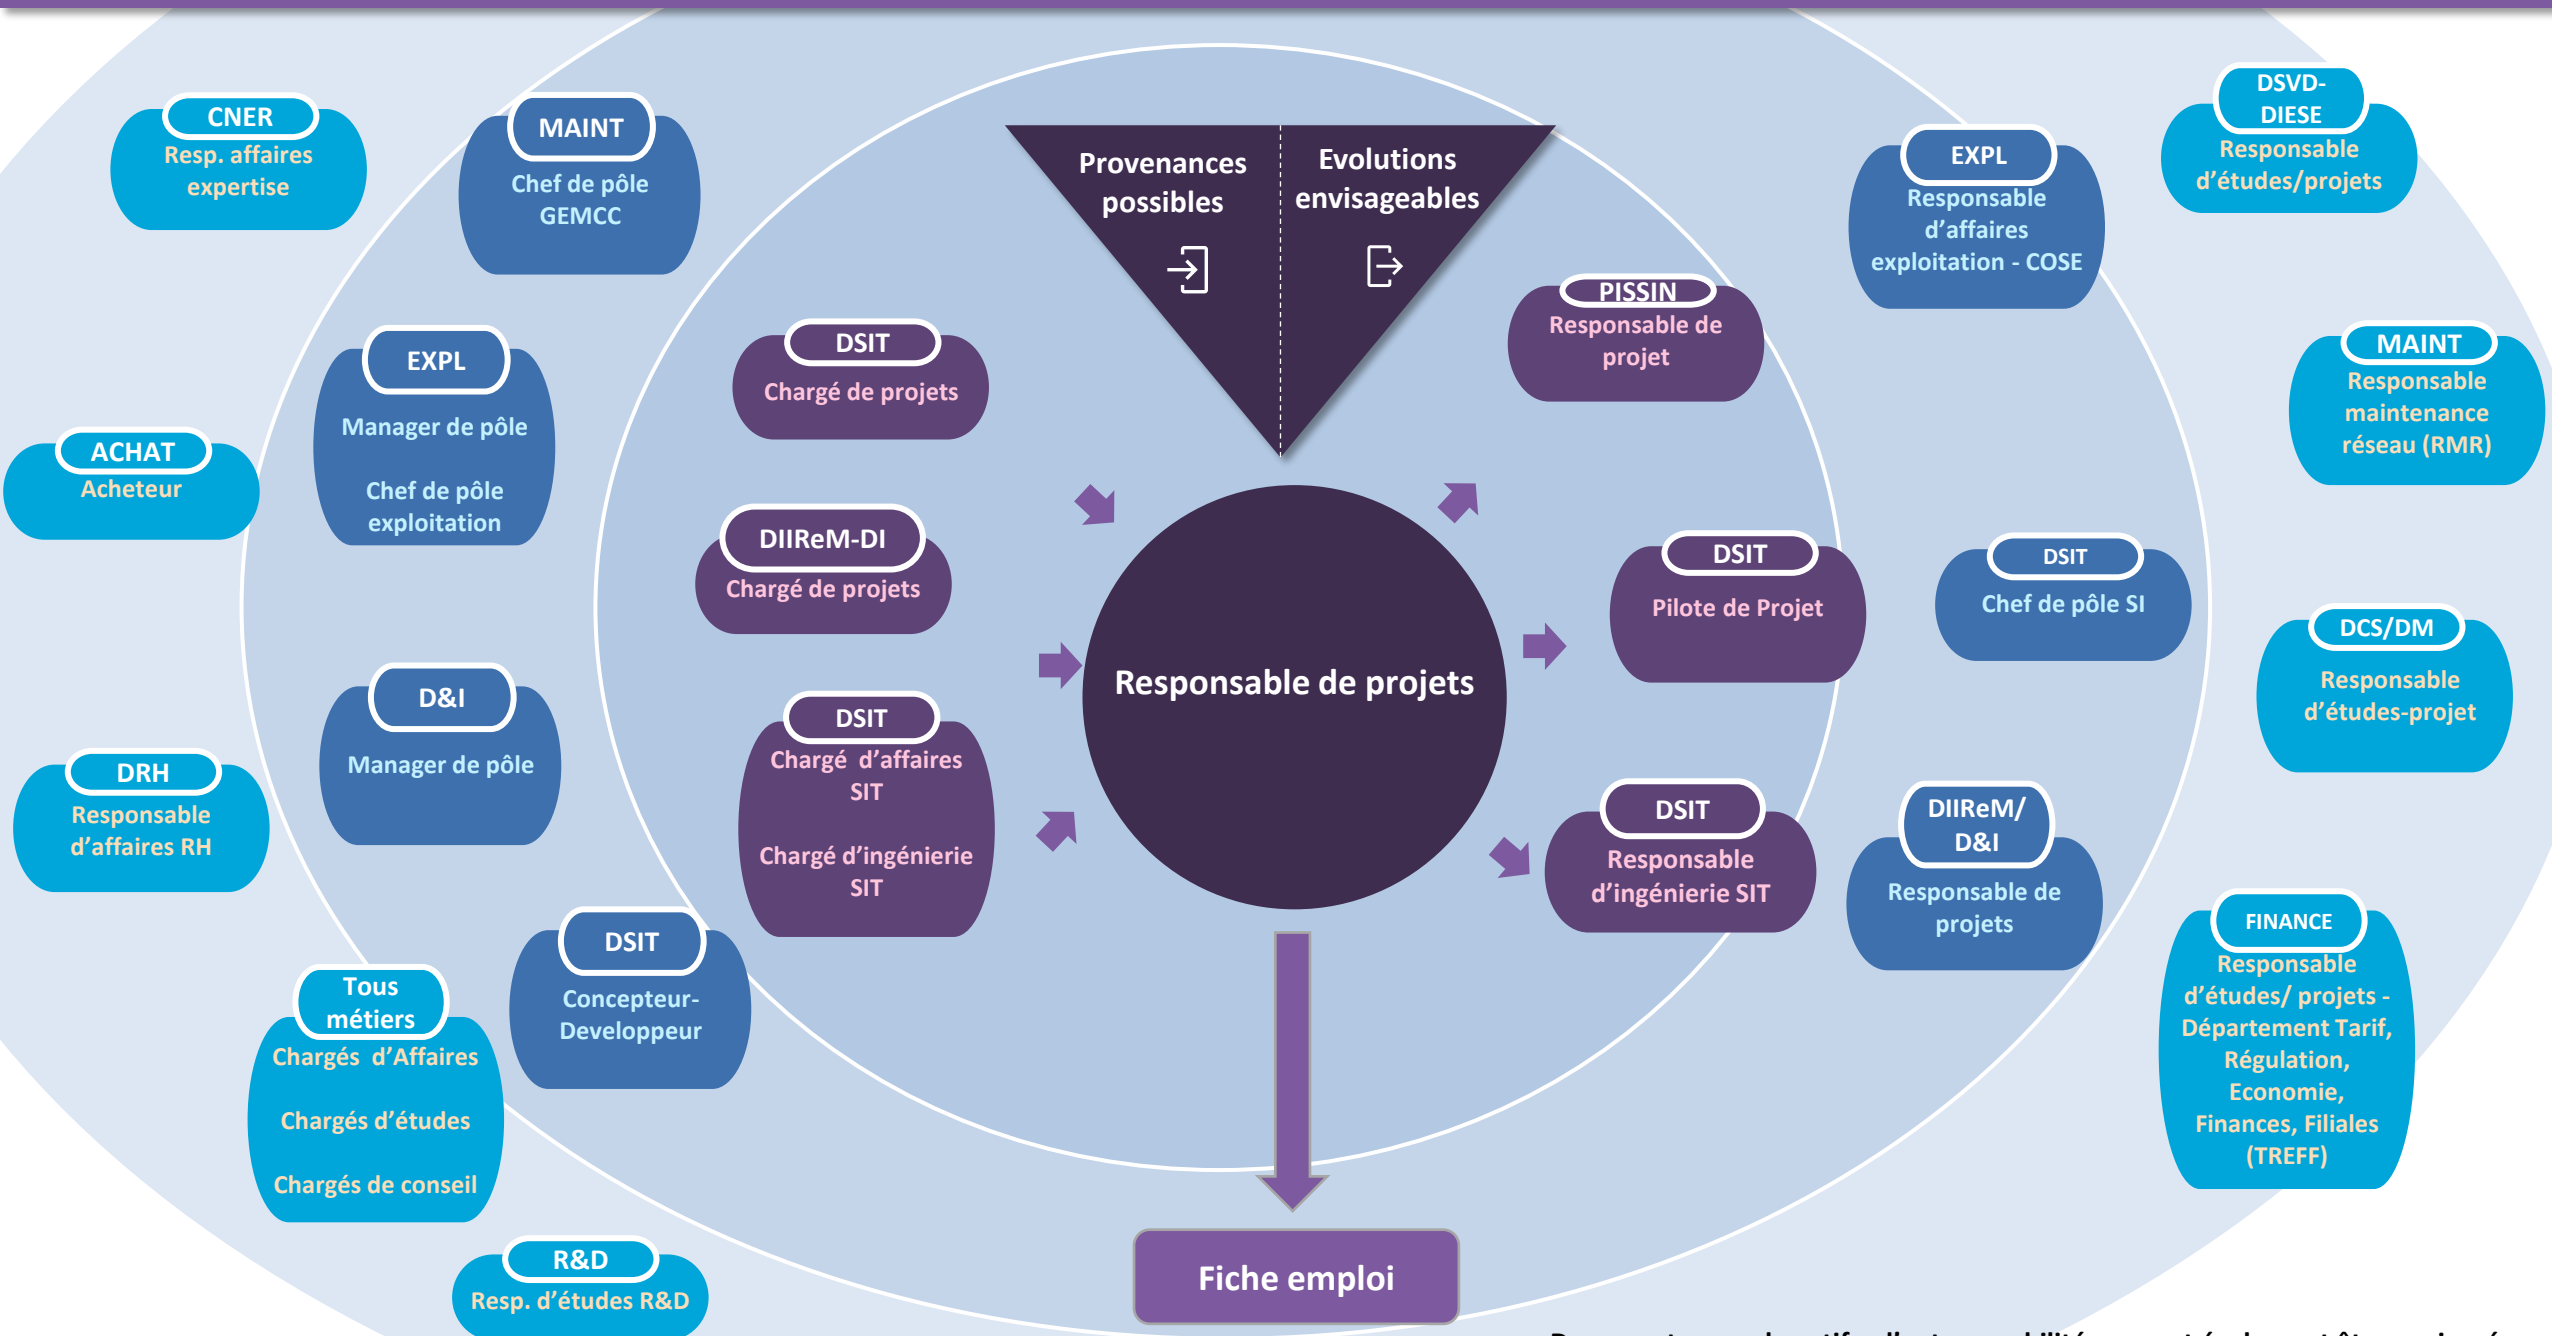 Provenances
possibles
Evolutions
envisageables
CNER
Resp. affaires
expertise
MAINT
Chef de pôle
GEMCC
EXPL
Manager de pôle
Chef de pôle
exploitation
ACHAT
Acheteur
D&I
Manager de pôle
DRH
Responsable
d’affaires RH
Tous
métiers
Chargés d’Affaires
Chargés d’études
Chargés de conseil
DSIT
Concepteur-
Developpeur
R&D
Resp. d’études R&D
DSIT
Chargé de projets
DIIReM-DI
Chargé de projets
DSIT
Chargé d’affaires
SIT
Chargé d’ingénierie
SIT
Responsable de projets
Fiche emploi
PISSIN
Responsable de
projet
DSIT
Pilote de Projet
DSIT
Responsable
d’ingénierie SIT
EXPL
Responsable
d’affaires
exploitation - COSE
DSIT
Chef de pôle SI
DIIReM/
D&I
Responsable de
projets
DSVD-
DIESE
Responsable
d’études/projets
MAINT
Responsable
maintenance
réseau (RMR)
DCS/DM
Responsable
d’études-projet
FINANCE
Responsable
d’études/ projets -
Département Tarif,
Régulation,
Economie,
Finances, Filiales
(TREFF)